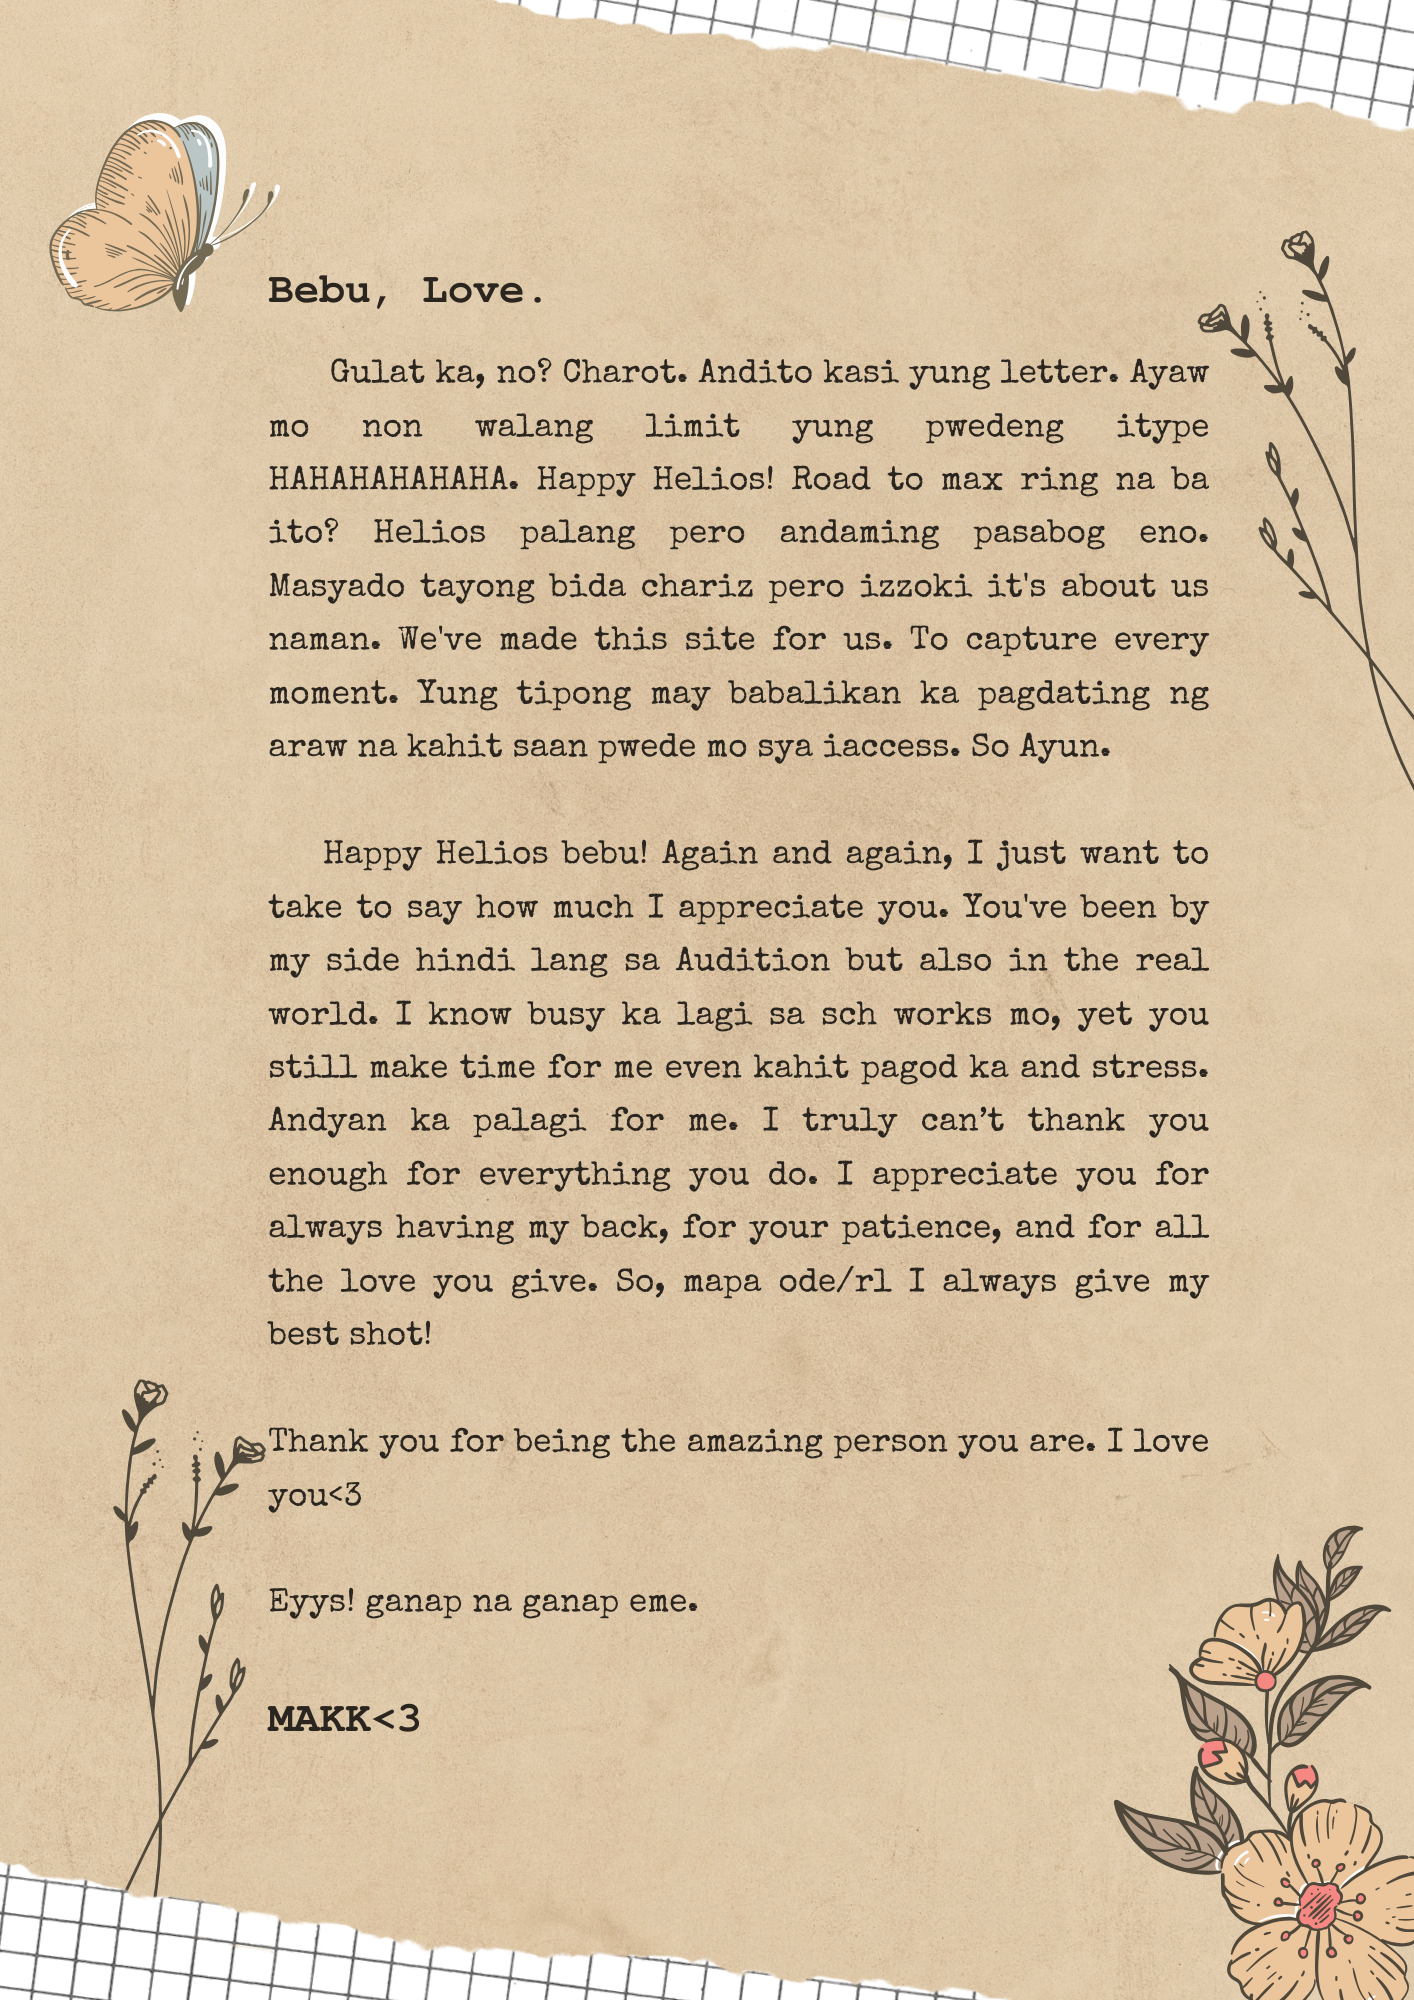 Bebu, Love.
Gulat ka, no? Charot. Andito kasi yung letter. Ayaw
mo non walang limit yung pwedeng itype
HAHAHAHAHAHA. Happy Helios! Road to max ring na ba
ito? Helios palang pero andaming pasabog eno.
Masyado tayong bida chariz pero izzoki it's about us
naman. We've made this site for us. To capture every
moment. Yung tipong may babalikan ka pagdating ng
araw na kahit saan pwede mo sya iaccess. So Ayun.
Happy Helios bebu! Again and again, I just want to
take to say how much I appreciate you. You've been by
my side hindi lang sa Audition but also in the real
world. I know busy ka lagi sa sch works mo, yet you
still make time for me even kahit pagod ka and stress.
Andyan ka palagi for me. I truly can’t thank you
enough for everything you do. I appreciate you for
always having my back, for your patience, and for all
the love you give. So, mapa ode/rl I always give my
best shot!
Thank you for being the amazing person you are. I love
you<3
Eyys! ganap na ganap eme.
MAKK<3